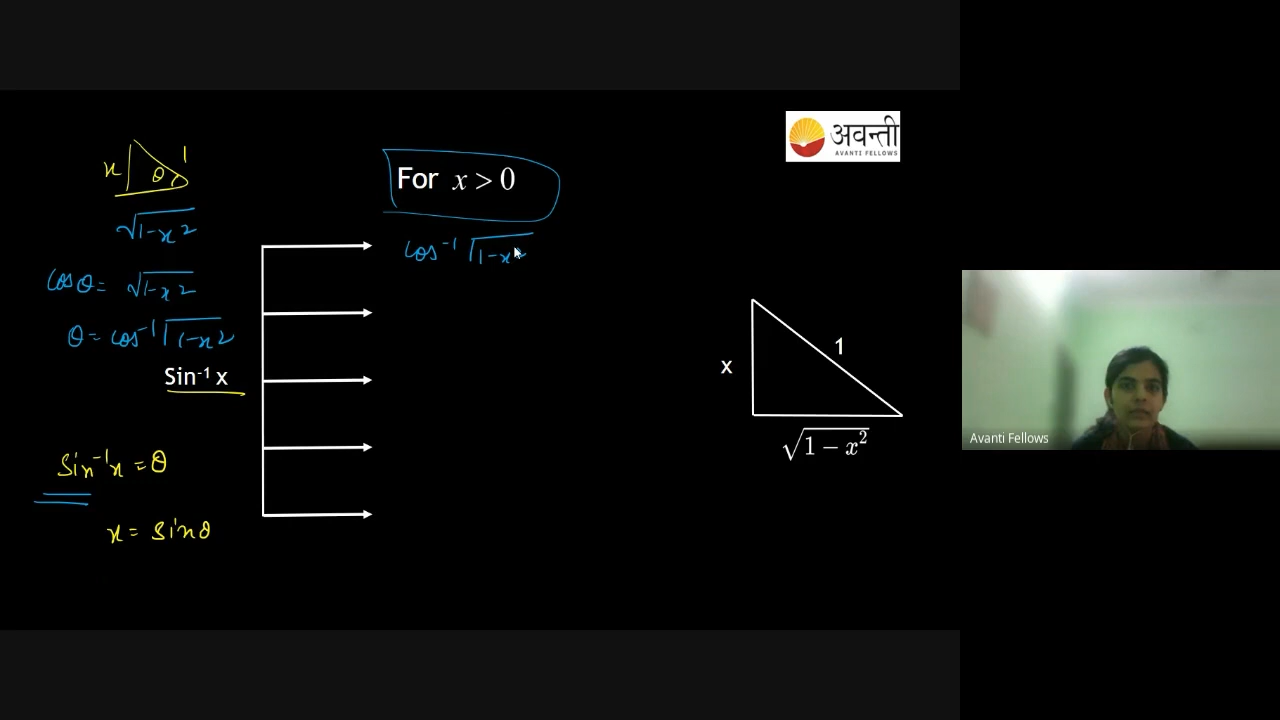 अवन्ती
AVANTI FELLOWS
x 1
θ
√1-x²
cosθ = √1-x²
θ = cos⁻¹√1-x²
Sin⁻¹ x
sin⁻¹x = θ
x = sinθ
For x > 0
cos⁻¹ √1-x²
x
1
√1 − x²
Avanti Fellows